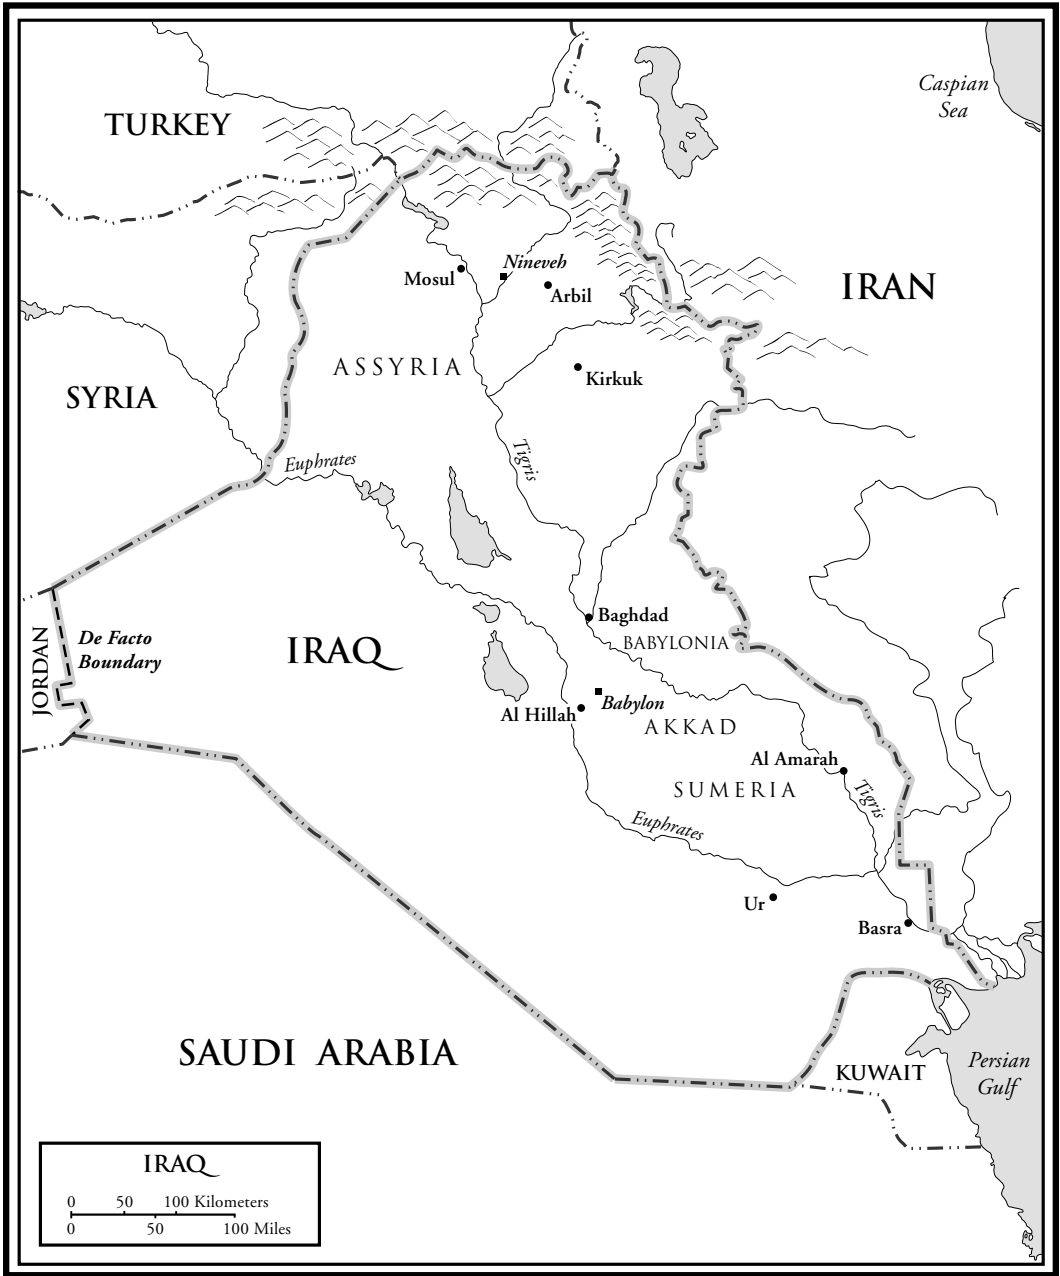 Caspian
Sea
TURKEY
Nineveh
Mosul
Arbil
IRAN
ASSYRIA
Kirkuk
SYRIA
Tigris
Euphrates
Baghdad
BABYLONIA
De Facto
Boundary
JORDAN
IRAQ
Babylon
Al Hillah
AKKAD
Al Amarah
SUMERIA
Tigris
Euphrates
Ur
Basra
SAUDI ARABIA
Persian
Gulf
KUWAIT
IRAQ
0 50 100 Kilometers
0 50 100 Miles